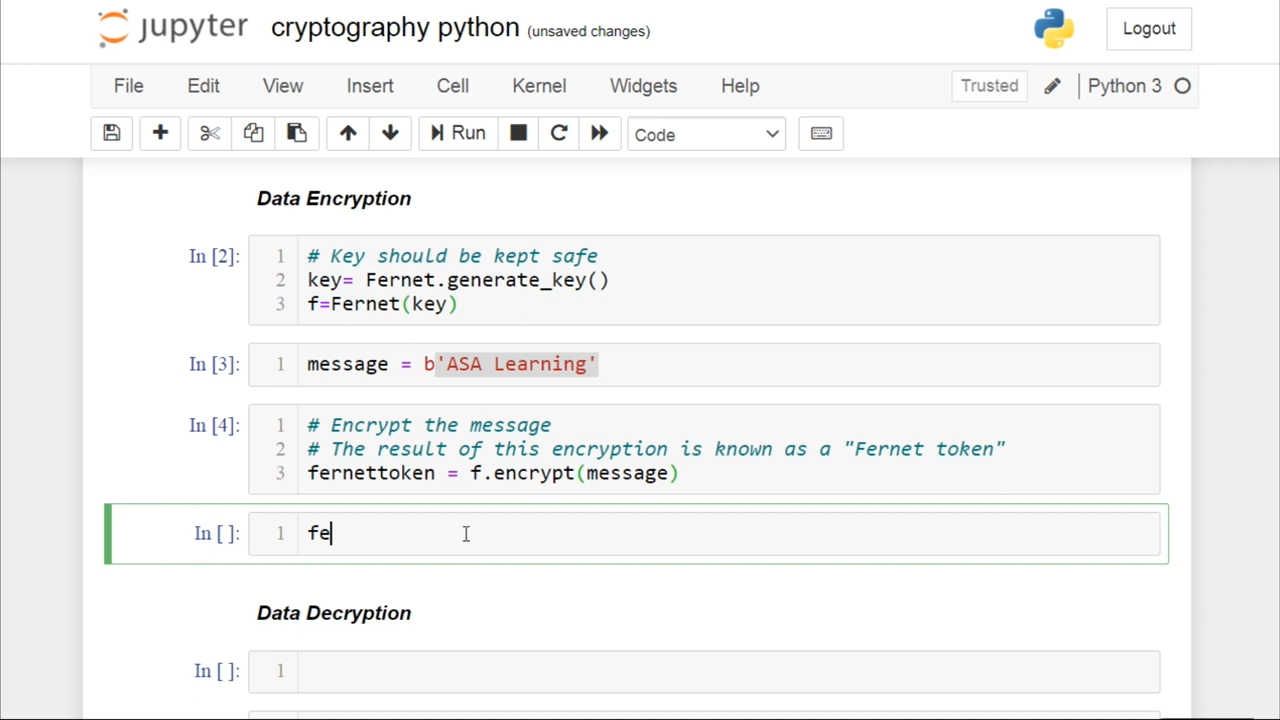 jupyter cryptography python (unsaved changes) Logout
File Edit View Insert Cell Kernel Widgets Help Trusted Python 3
Run Code
Data Encryption
In [2]: 1 # Key should be kept safe
2 key= Fernet.generate_key()
3 f=Fernet(key)
In [3]: 1 message = b'ASA Learning'
In [4]: 1 # Encrypt the message
2 # The result of this encryption is known as a "Fernet token"
3 fernettoken = f.encrypt(message)
In [ ]: 1 fe
Data Decryption
In [ ]: 1